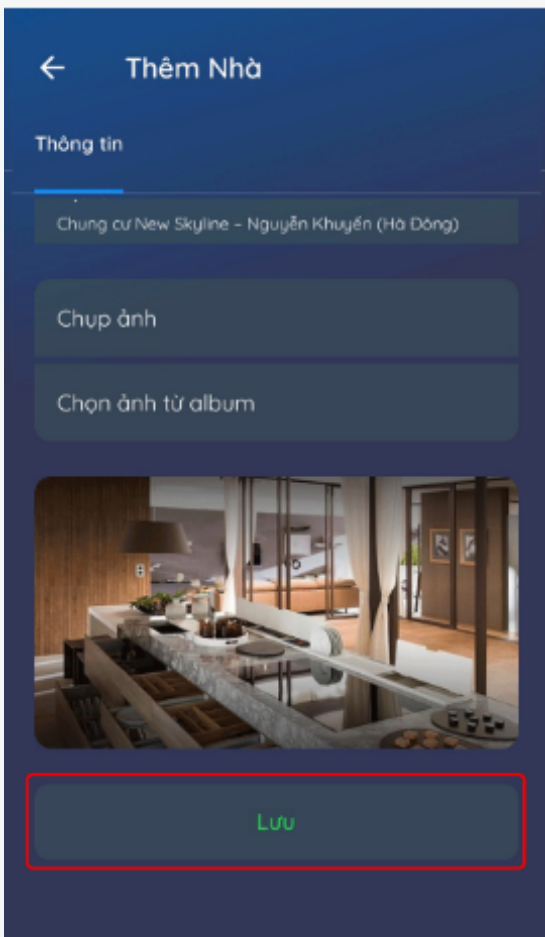 Thêm Nhà
Thông tin
Chung cư New Skyline – Nguyễn Khuyến (Hà Đông)
Chụp ảnh
Chọn ảnh từ album
Lưu